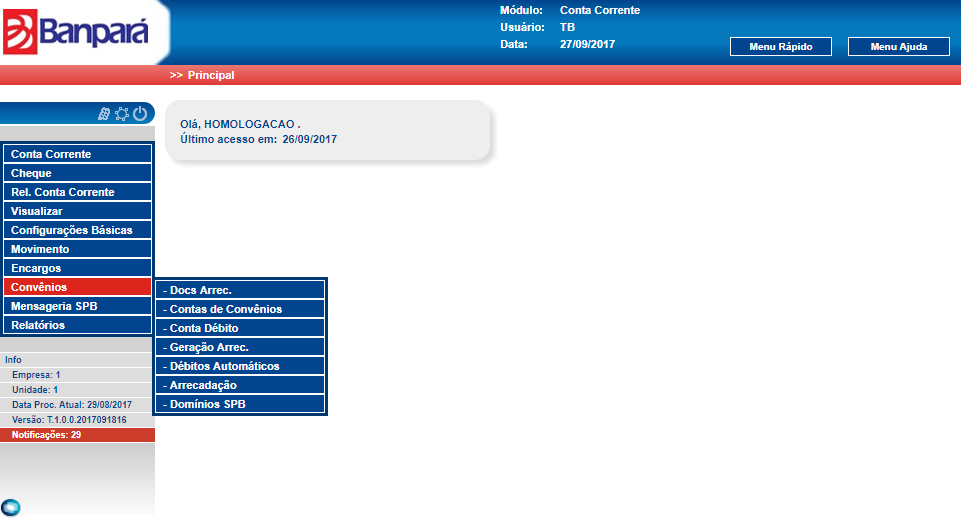 Banpará
Módulo: Conta Corrente
Usuário: TB
Data: 27/09/2017
Menu Rápido
Menu Ajuda
>> Principal
Olá, HOMOLOGACAO .
Último acesso em: 26/09/2017
Conta Corrente
Cheque
Rel. Conta Corrente
Visualizar
Configurações Básicas
Movimento
Encargos
Convênios
Mensageria SPB
Relatórios
- Docs Arrec.
- Contas de Convênios
- Conta Débito
- Geração Arrec.
- Débitos Automáticos
- Arrecadação
- Domínios SPB
Info
Empresa: 1
Unidade: 1
Data Proc. Atual: 29/08/2017
Versão: T.1.0.0.2017091816
Notificações: 29